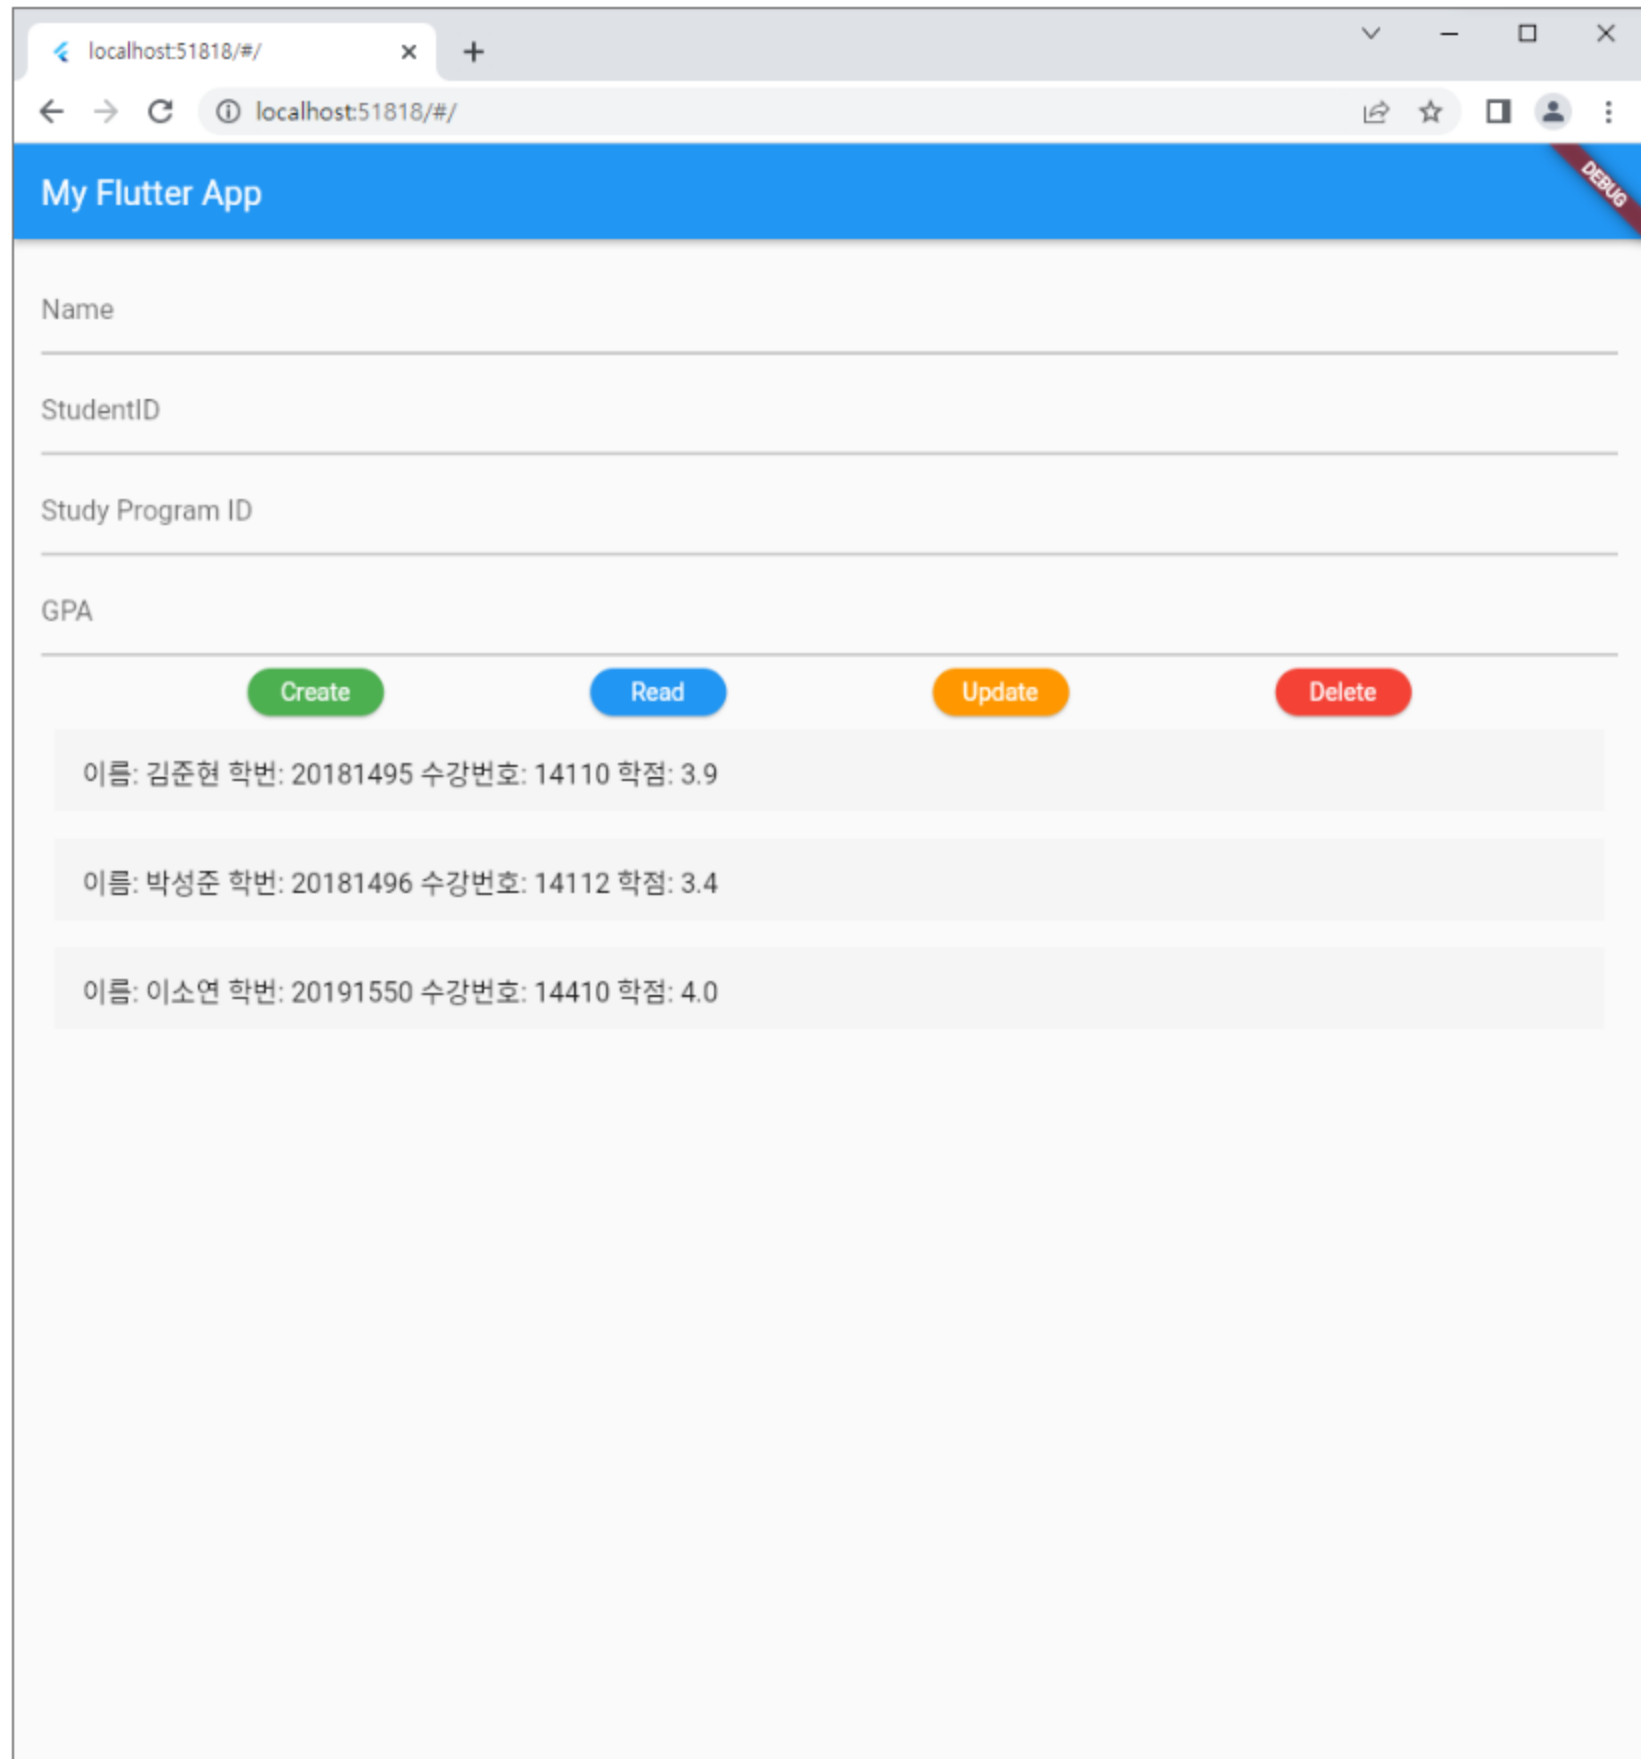 localhost:51818/#/
localhost:51818/#/
My Flutter App
DEBUG
Name
StudentID
Study Program ID
GPA
Create Read Update Delete
이름: 김준현 학번: 20181495 수강번호: 14110 학점: 3.9
이름: 박성준 학번: 20181496 수강번호: 14112 학점: 3.4
이름: 이소연 학번: 20191550 수강번호: 14410 학점: 4.0